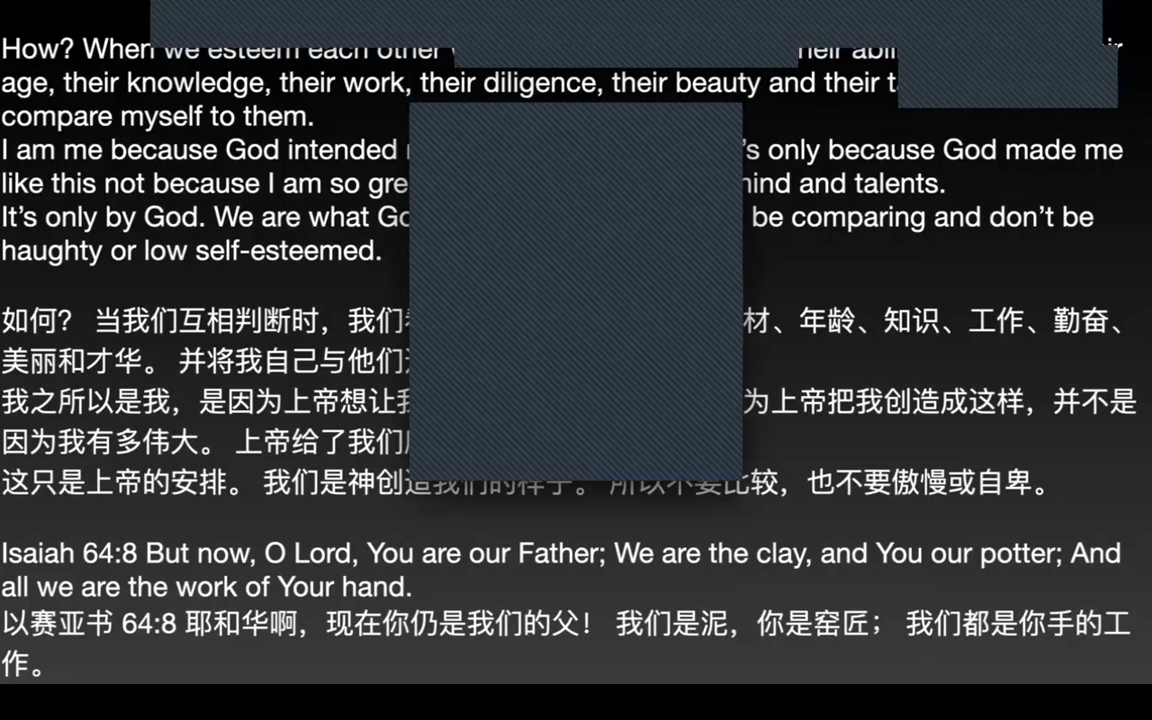 How? When we esteem each other their abil
age, their knowledge, their work, their diligence, their beauty and their
compare myself to them.
I am me because God intended only because God made me
like this not because I am so and talents.
It’s only by God. We are what be comparing and don’t be
haughty or low self-esteemed.
如何? 当我们互相判断时，我们 材、年龄、知识、工作、勤奋、
美丽和才华。 并将我自己与他们
我之所以是我，是因为上帝想让 为上帝把我创造成这样，并不是
因为我有多伟大。 上帝给了我们
这只是上帝的安排。 我们是神创造我们的样子。 所以不要比较，也不要傲慢或自卑。
Isaiah 64:8 But now, O Lord, You are our Father; We are the clay, and You our potter; And
all we are the work of Your hand.
以赛亚书 64:8 耶和华啊，现在你仍是我们的父！ 我们是泥，你是窑匠； 我们都是你手的工
作。